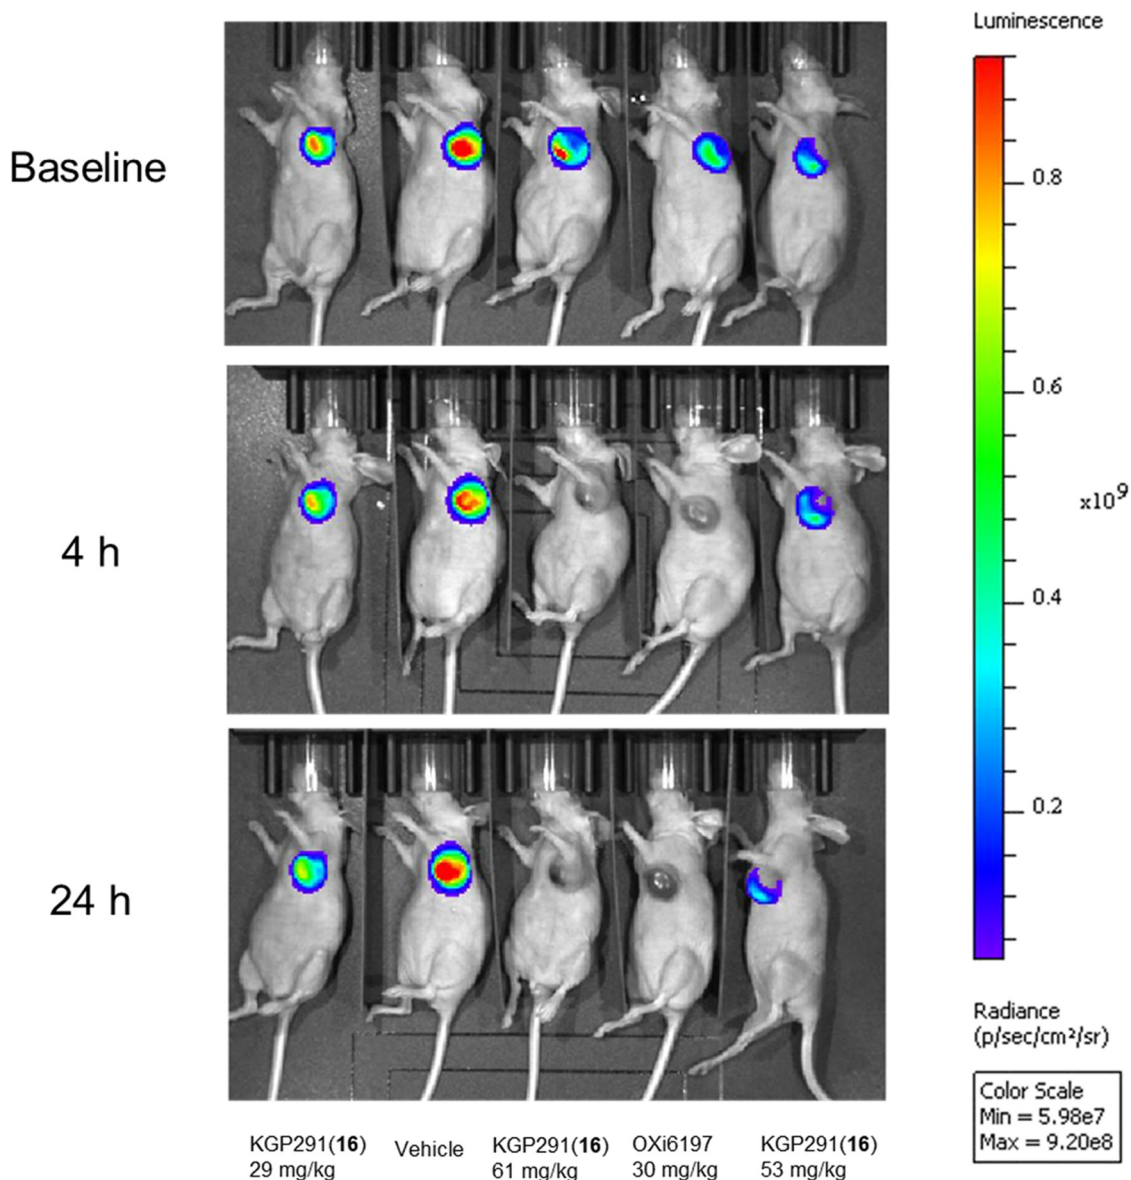 Luminescence
Baseline
0.8
0.6
x10⁹
4 h
0.4
0.2
24 h
Radiance
(p/sec/cm²/sr)
Color Scale
Min = 5.98e7
Max = 9.20e8
KGP291(16)
29 mg/kg
Vehicle
KGP291(16)
61 mg/kg
OXi6197
30 mg/kg
KGP291(16)
53 mg/kg